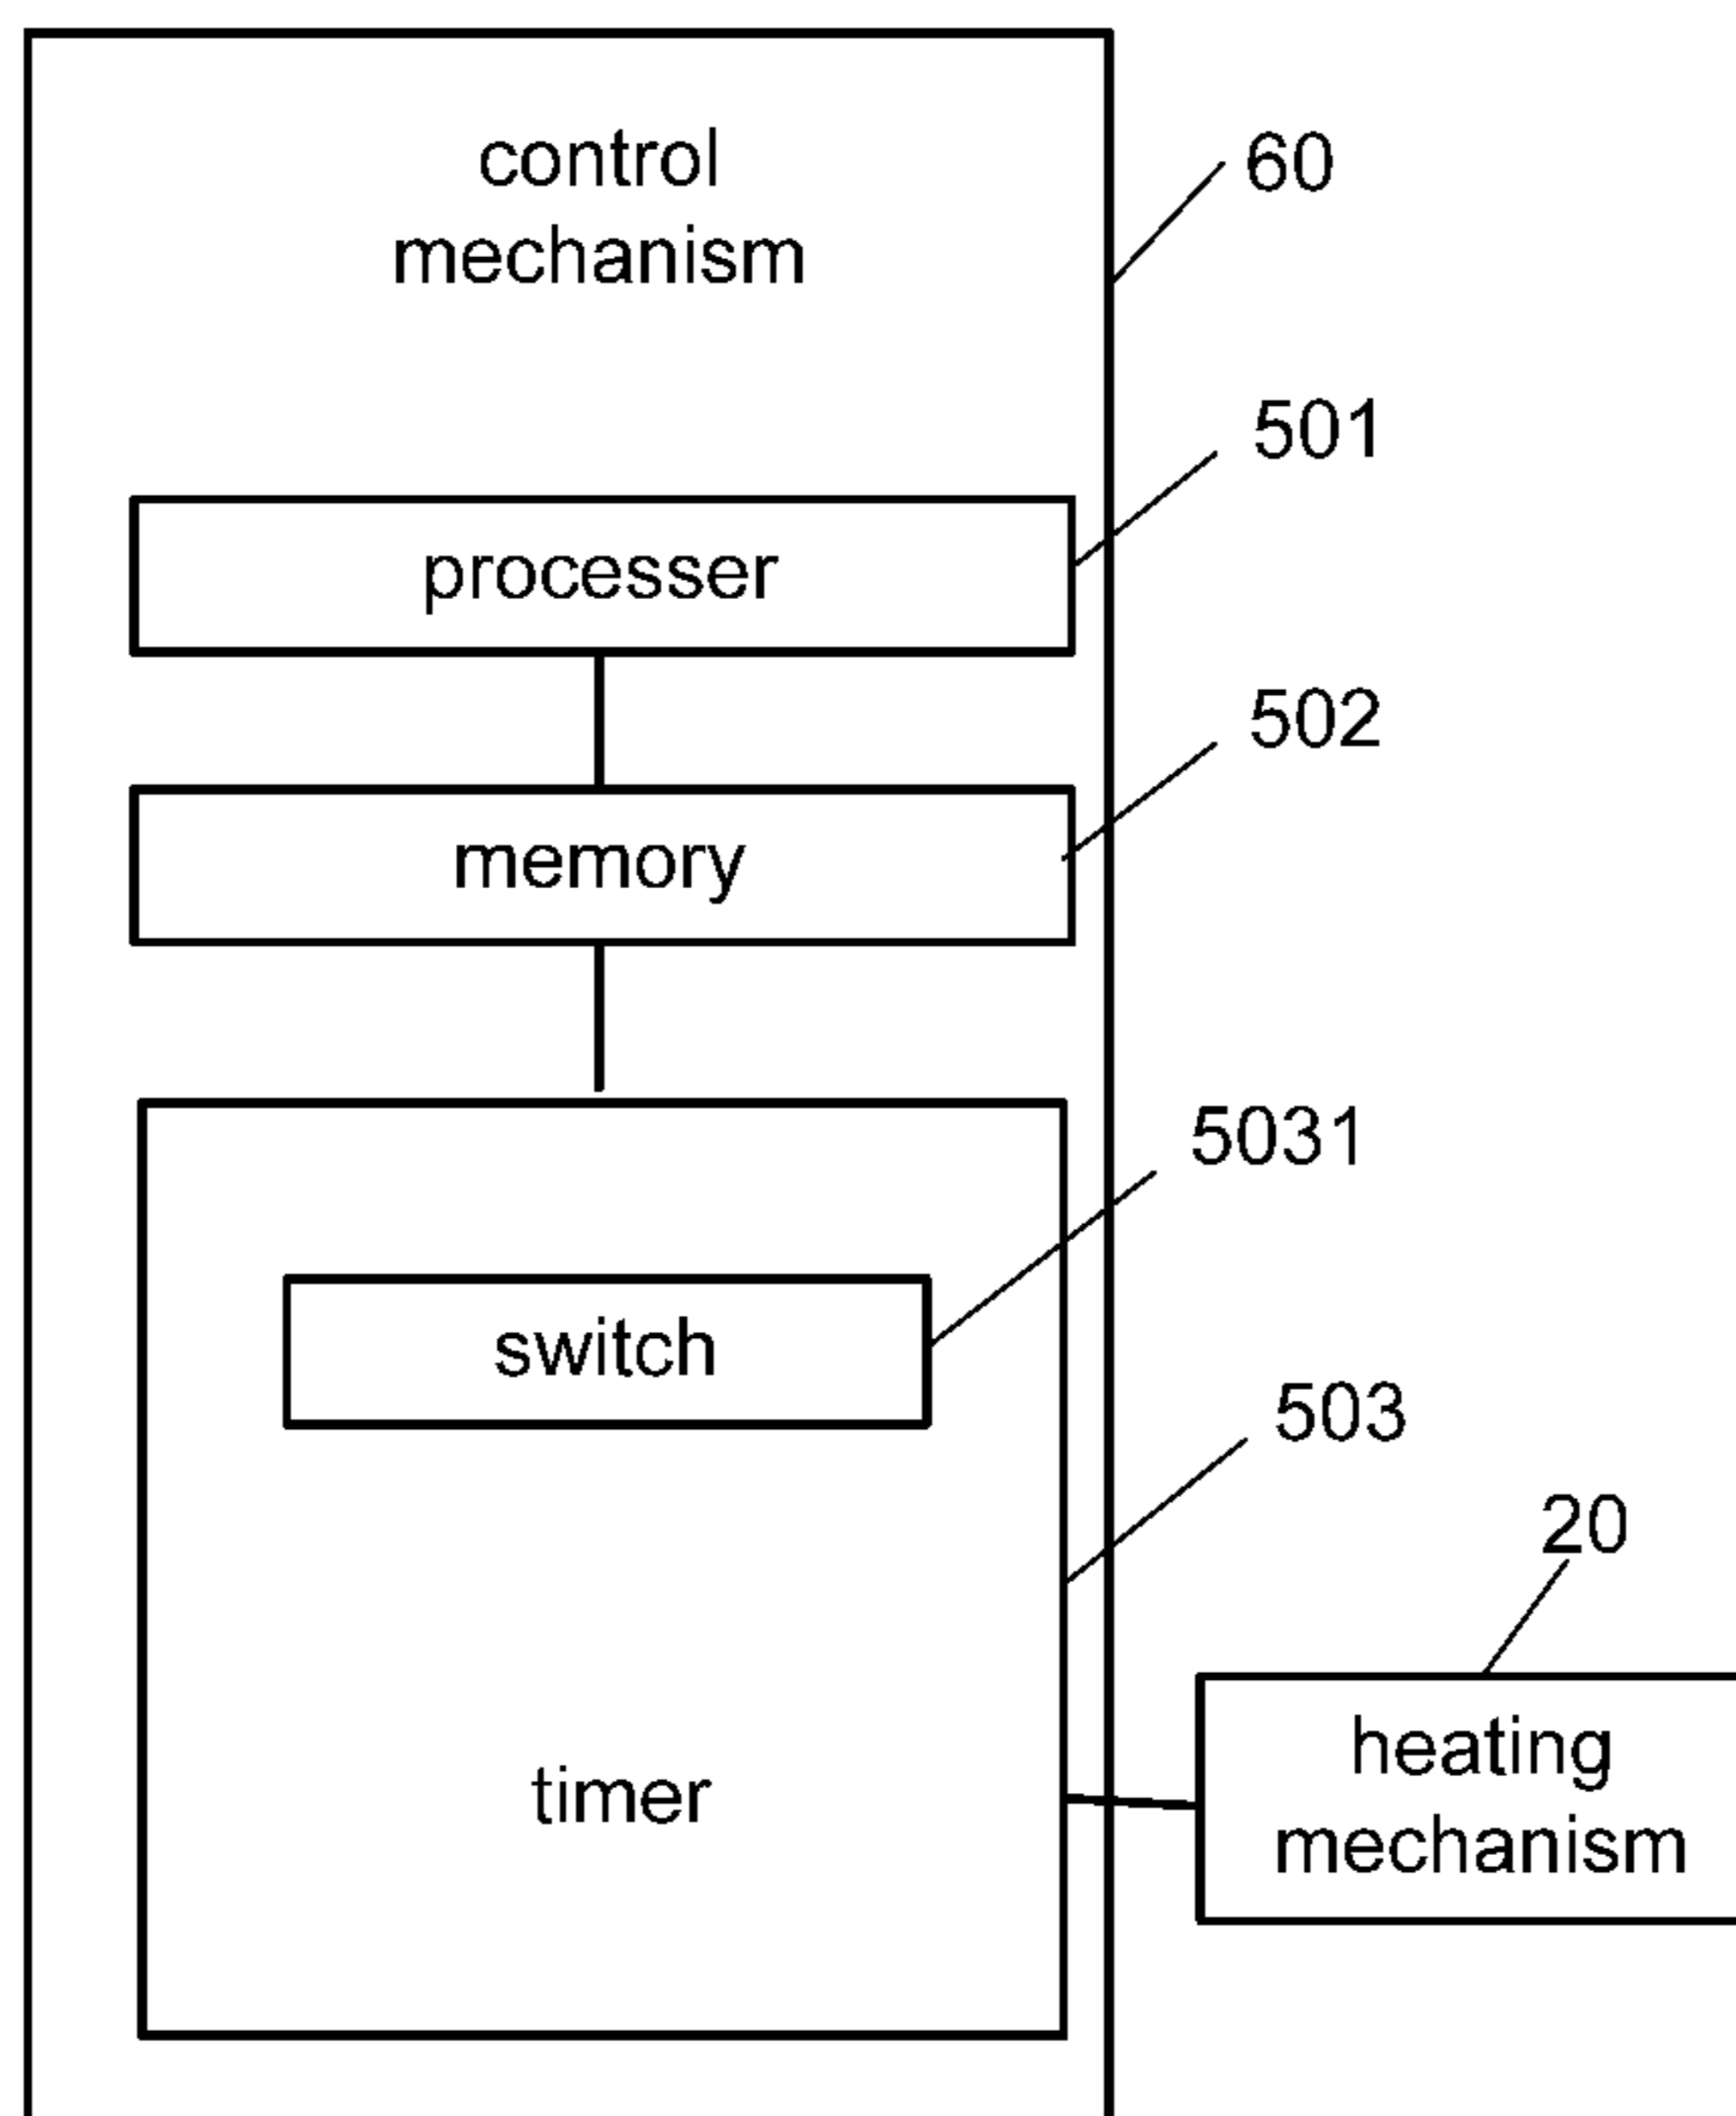 control
mechanism
60
501
processer
502
memory
5031
switch
503
20
heating
mechanism
timer